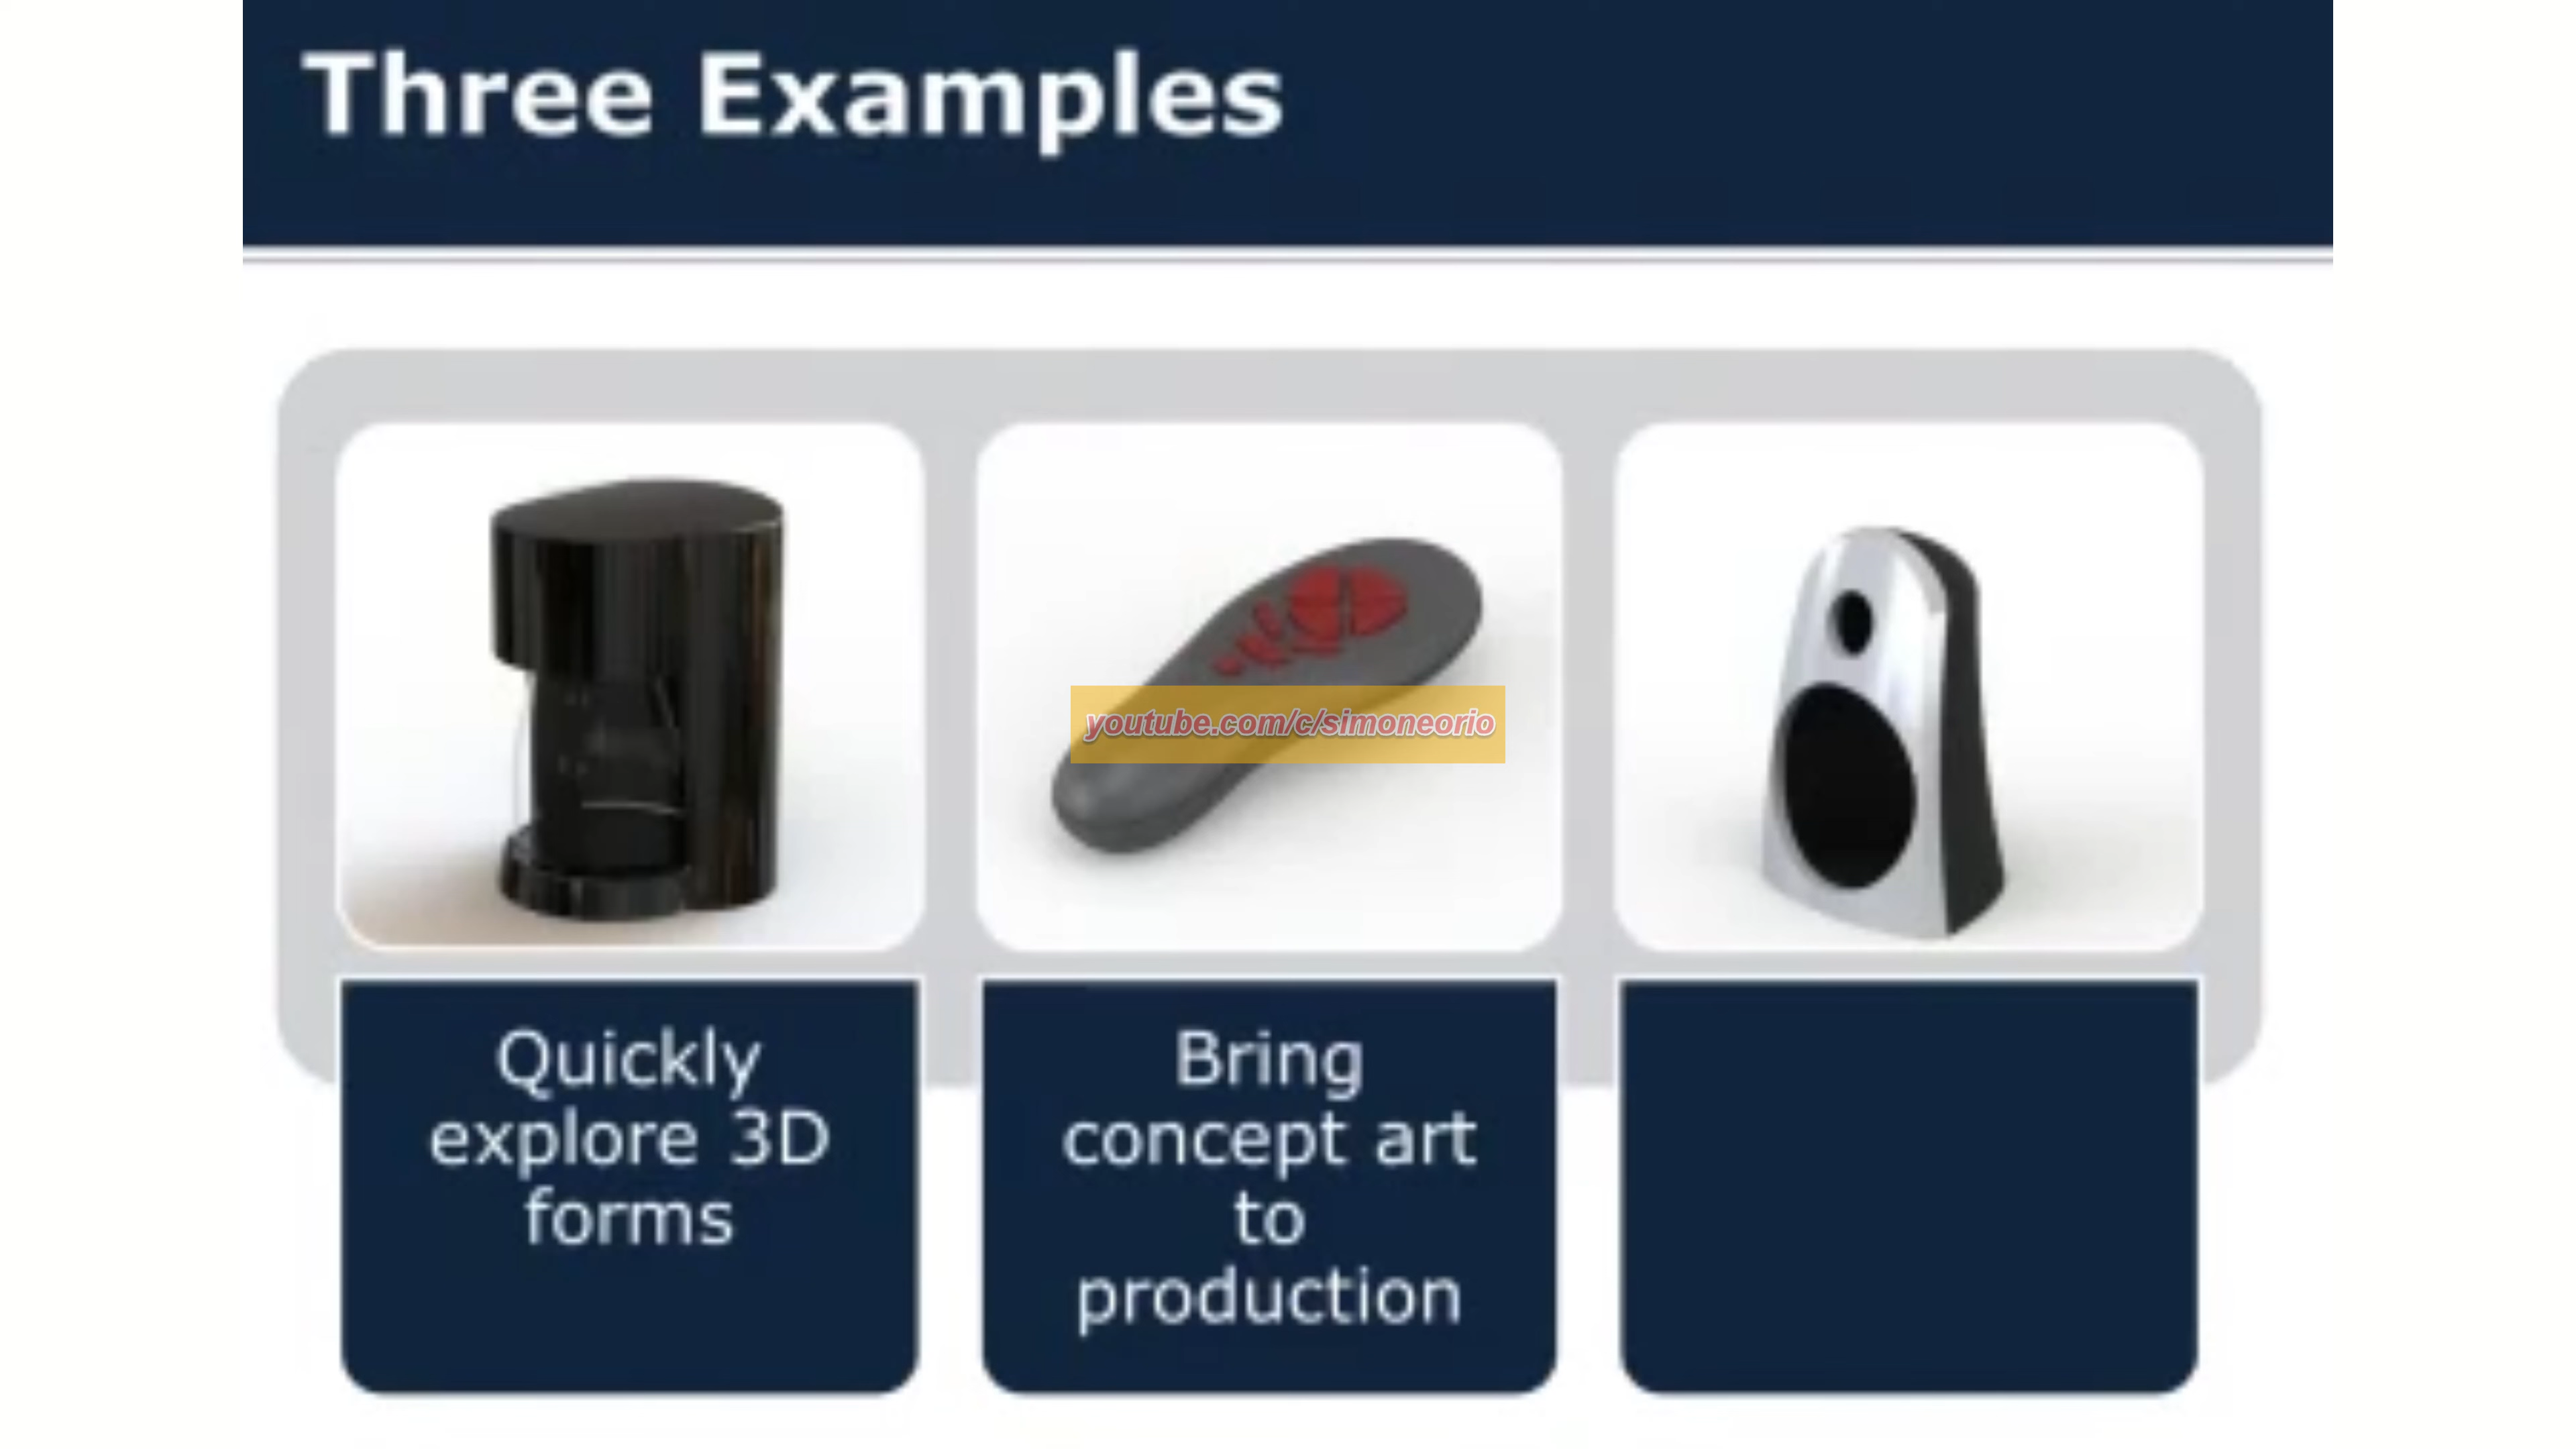 Three Examples
youtube.com/c/simoneorio
Quickly
explore 3D
forms
Bring
concept art
to
production